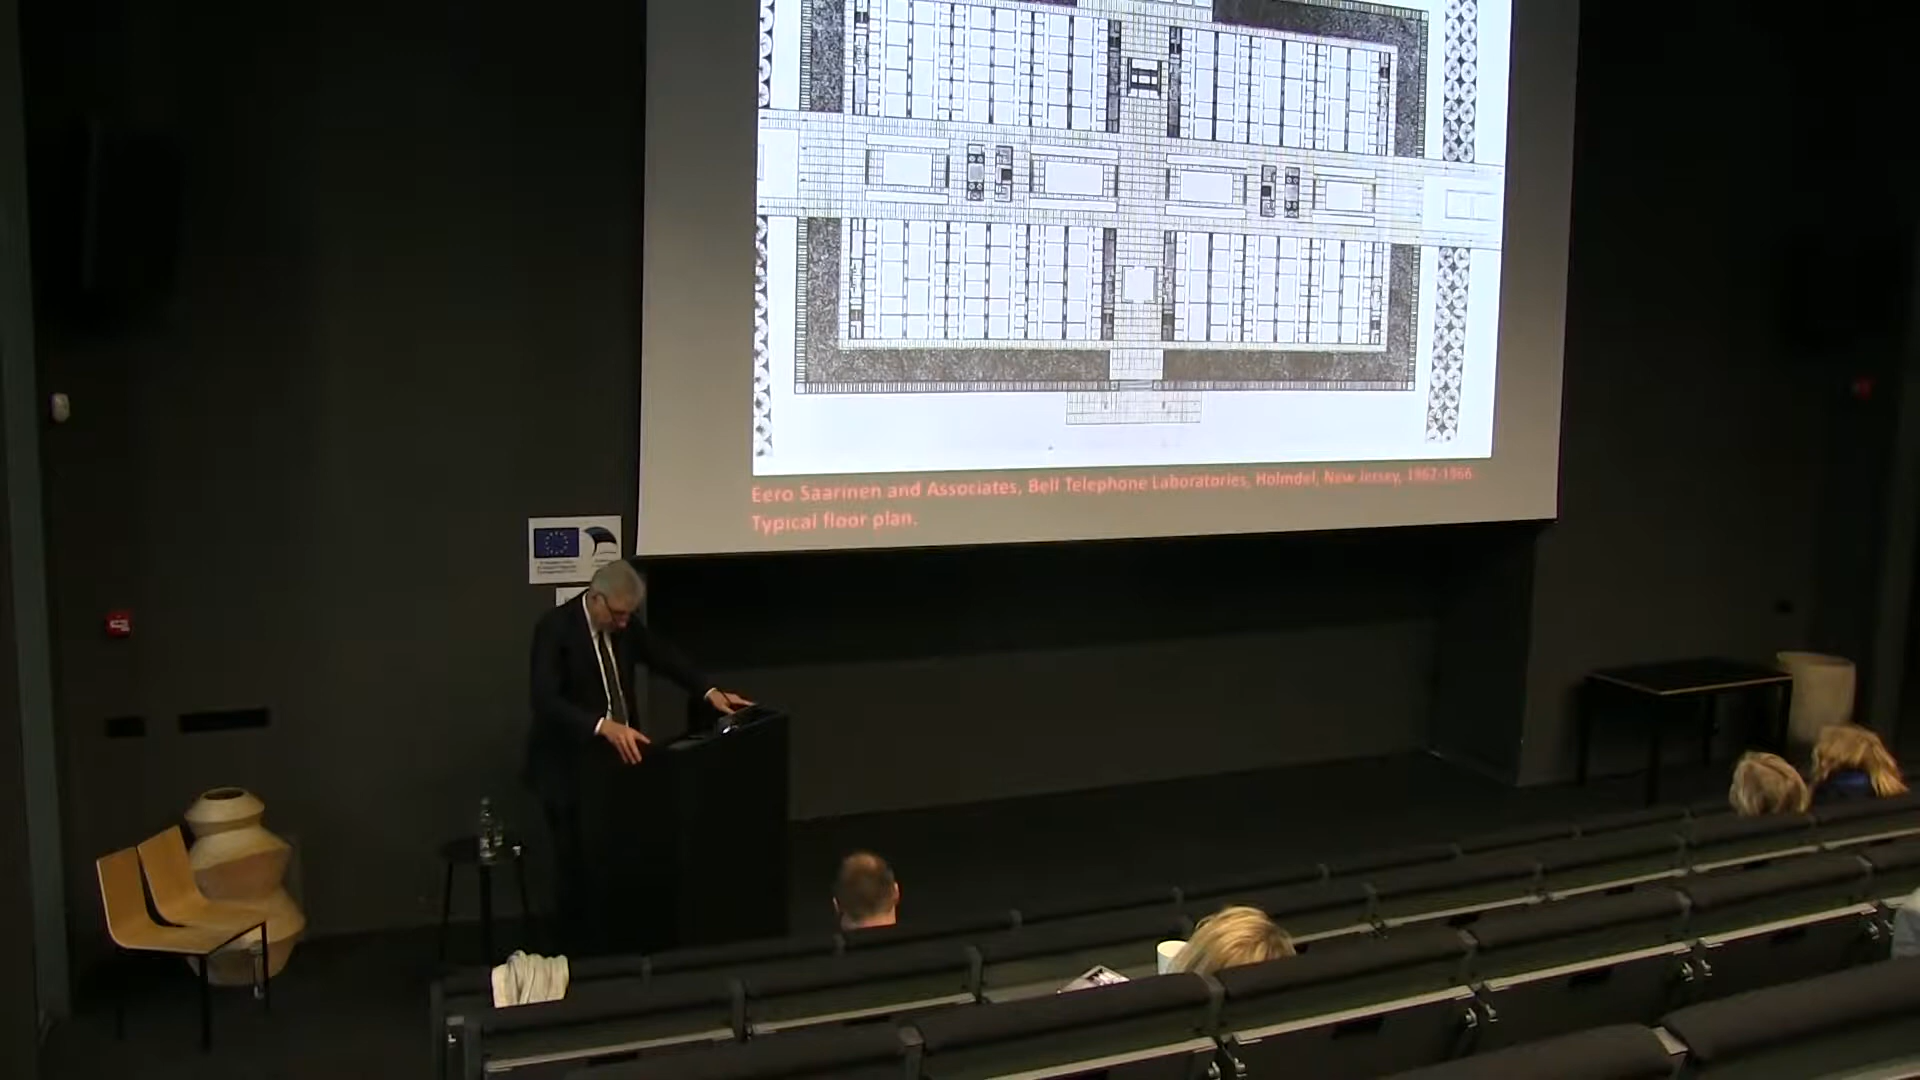 Eero Saarinen and Associates, Bell Telephone Laboratories, Holmdel, New Jersey, 1962-1966.
Typical floor plan.